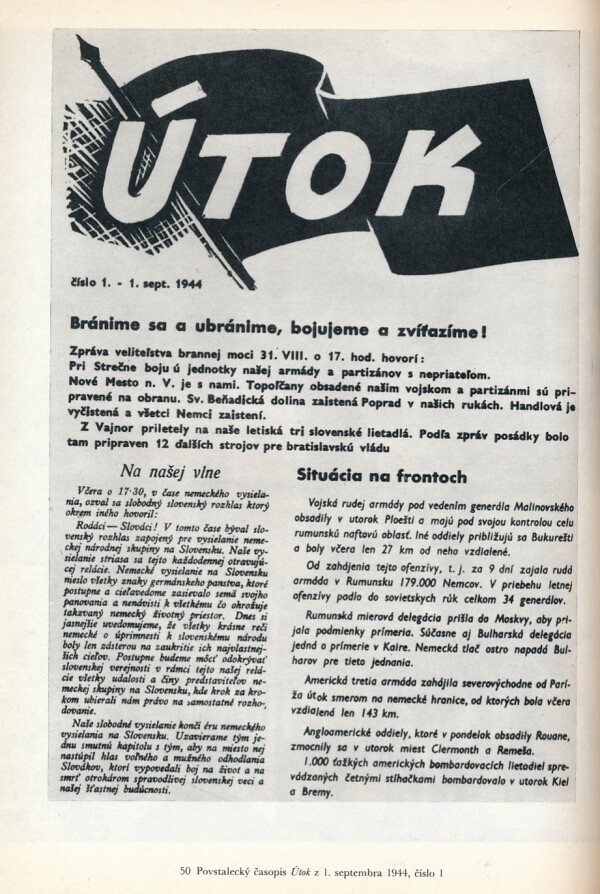 ÚTOK
číslo 1. - 1. sept. 1944
Bránime sa a ubránime, bojujeme a zvíťazíme!
Zpráva veliteľstva brannej moci 31. VIII. o 17. hod. hovorí:
Pri Strečne boju ú jednotky našej armády a partizánov s nepriateľom.
Nové Mesto n. V. je s nami. Topoľčany obsadené našim vojskom a partizánmi sú pri-
pravené na obranu. Sv. Beňadická dolina zaistená Poprad v našich rukách. Handlová je
vyčistená a všetci Nemci zaistení.
Z Vajnor prileteły na naše letiská tri slovenské lietadlá. Podľa zpráv posádky bolo
tam pripraven 12 ďalších strojov pre bratislavskú vládu
Na našej vlne
Včera o 17·30, v čase nemeckého vysiela-
nia, ozval sa slobodný slovenský rozhlas ktorý
okrem iného hovoril:
Rodáci — Slováci! V tomto čase býval slo-
venský rozhlas zapojený pre vysielanie neme-
ckej národnej skupiny na Slovensku. Naše vy-
sielanie striasa sa tejto každodennej otravujú-
cej relácie. Nemecké vysielanie na Slovensku
nieslo všetky znaky germánskeho panstva, ktoré
postupne a cieľavedome zasievalo semä svojho
panovania a nenávisti k všetkému čo ohrožuje
takzvaný nemecký životný priestor. Dnes si
jasnejšie uvedomujeme, že všetky krásne reči
nemecké o úprimnosti k slovenskému národu
boly len zásterou na zaukritie ich najvlastnej-
ších cieľov. Postupne budeme môcť odokrývať
slovenskej verejnosti v rámci tejto našej relá-
cie všetky udalosti a činy predstaviteľov ne-
meckej skupiny na Slovensku, kde krok za kro-
kom ubierali nám právo na samostatné rozho-
dovanie.
Naše slobodné vysielanie končí éru nemeckého
vysielania na Slovensku. Uzavierame tým je-
dnu smutnú kapitolu s tým, aby na miesto nej
nastúpil hlas voľného a mužného odhodlania
Slovákov, ktorí vypovedali boj na život a na
smrť otrokárom spravodlivej slovenskej veci a
našej šťastnej budúcnosti.
Situácia na frontoch
Vojská rudej armády pod vedením generála Malinovského
obsadily v utorok Ploešti a majú pod svojou kontrolou celu
rumunskú naftovú oblasť. Iné oddiely približujú sa Bukurešti
a boly včera len 27 km od neho vzdialené.
Od zahájenia tejto ofenzívy, t. j. za 9 dní zajala rudá
armáda v Rumunsku 179.000 Nemcov. V priebehu letnej
ofenzívy padlo do sovietskych rúk celkom 34 generálov.
Rumunská mierová delegácia prišla do Moskvy, aby pri-
jala podmienky prímeria. Súčasne aj Bulharská delegácia
jedná o prímerie v Kaire. Nemecká tlač ostro napadá Bul-
harov pre tieto jednania.
Americká tretia armáda zahájila severovýchodne od Parí-
ža útok smerom na nemecké hranice, od ktorých bola včera
vzdialená len 143 km.
Angloamerické oddiely, ktoré v pondelok obsadily Rouane,
zmocnily sa v utorok miest Clermonth a Remeša.
1.000 ťažkých amerických bombardovacích lietadiel spre-
vádzaných četnými stíhačkami bombardovalo v utorok Kiel
a Bremy.
50 Povstalecký časopis Útok z 1. septembra 1944, číslo 1